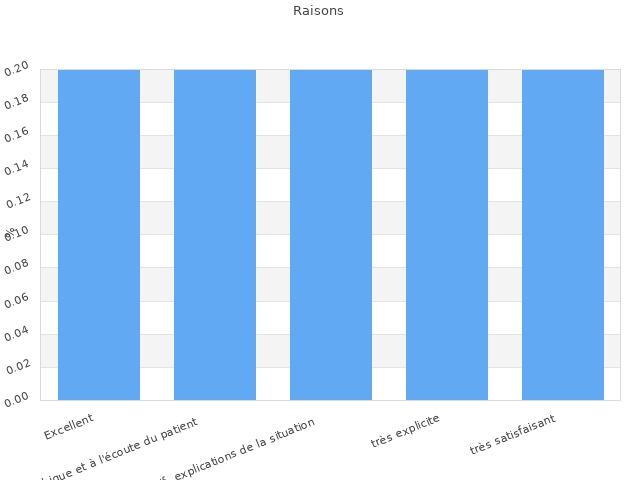 Raisons
0.20
0.18
0.16
0.14
0.12
0.10
0.08
0.06
0.04
0.02
0.00
Excellent
et à l'écoute du patient
explications de la situation
très explicite
très satisfaisant